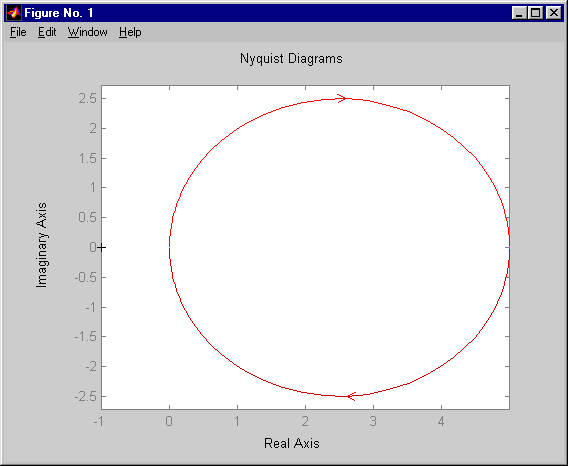 Figure No. 1
File Edit Window Help
Nyquist Diagrams
2.5
2
1.5
1
0.5
0
-0.5
-1
-1.5
-2
-2.5
Imaginary Axis
-1 0 1 2 3 4
Real Axis